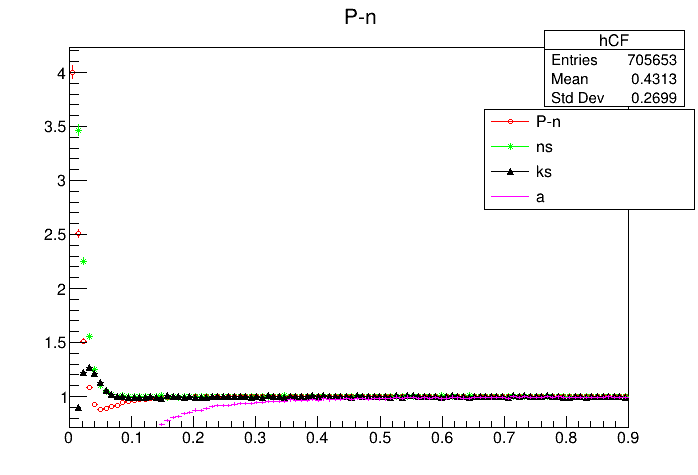 P-n
hCF
Entries 705653
Mean 0.4313
Std Dev 0.2699
P-n
ns
ks
a
4
3.5
3
2.5
2
1.5
1
0 0.1 0.2 0.3 0.4 0.5 0.6 0.7 0.8 0.9